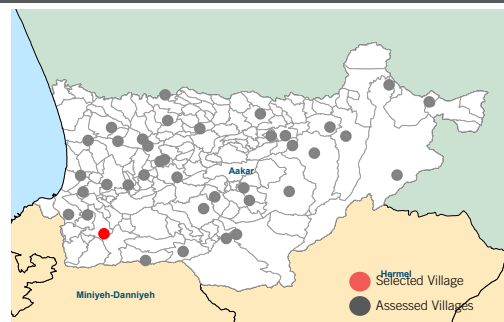 Aakar
Hermel
Selected Village
Miniyeh-Danniyeh
Assessed Villages